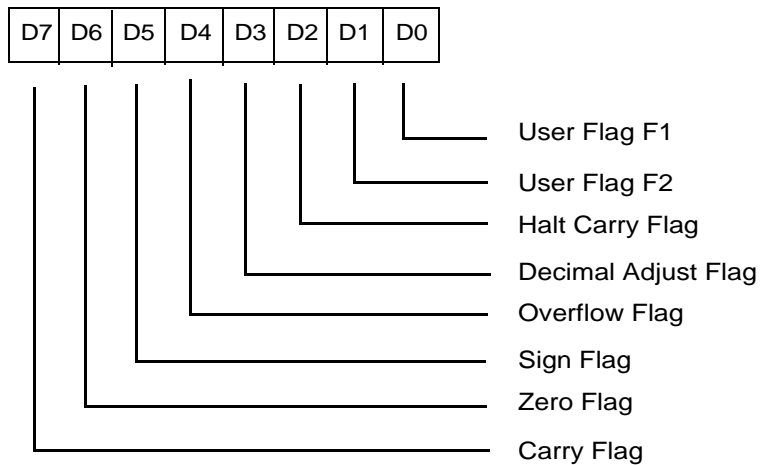 D7 D6 D5 D4 D3 D2 D1 D0
User Flag F1
User Flag F2
Halt Carry Flag
Decimal Adjust Flag
Overflow Flag
Sign Flag
Zero Flag
Carry Flag